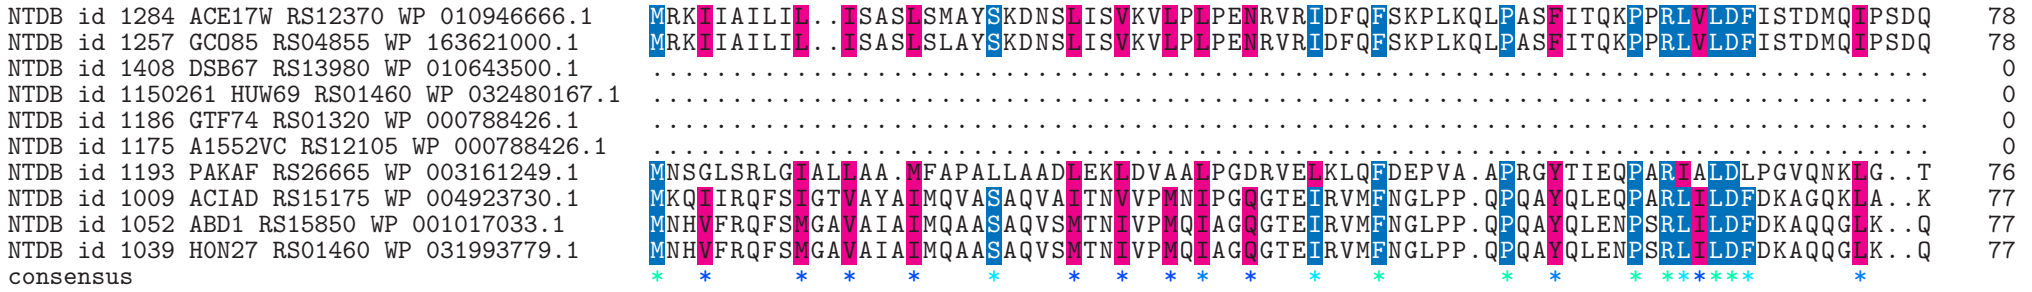 NTDB id 1284 ACE17W RS12370 WP 010946666.1 MRKIIAILIL..ISASLSMAYSKDNSLISVKVLPLPENRVRIDFQFSKPLKQLPASFITQKPPRLVLDFISTDMQIPSDQ 78
NTDB id 1257 GCO85 RS04855 WP 163621000.1 MRKIIAILIL..ISASLSLAYSKDNSLISVKVLPLPENRVRIDFQFSKPLKQLPASFITQKPPRLVLDFISTDMQIPSDQ 78
NTDB id 1408 DSB67 RS13980 WP 010643500.1 ................................................................................ 0
NTDB id 1150261 HUW69 RS01460 WP 032480167.1 ................................................................................ 0
NTDB id 1186 GTF74 RS01320 WP 000788426.1 ................................................................................ 0
NTDB id 1175 A1552VC RS12105 WP 000788426.1 ................................................................................ 0
NTDB id 1193 PAKAF RS26665 WP 003161249.1 MNSGLSRLGIALLAA.MFAPALLAADLEKLDVAALPGDRVELKLQFDEPVA.APRGYTIEQPARIALDLPGVQNKLG..T 76
NTDB id 1009 ACIAD RS15175 WP 004923730.1 MKQIIRQFSIGTVAYAIMQVASAQVAITNVVPMNIPGQGTEIRVMFNGLPP.QPQAYQLEQPARLILDFDKAGQKLA..K 77
NTDB id 1052 ABD1 RS15850 WP 001017033.1 MNHVFRQFSMGAVAIAIMQAASAQVSMTNIVPMQIAGQGTEIRVMFNGLPP.QPQAYQLENPSRLILDFDKAQQGLK..Q 77
NTDB id 1039 HON27 RS01460 WP 031993779.1 MNHVFRQFSMGAVAIAIMQAASAQVSMTNIVPMQIAGQGTEIRVMFNGLPP.QPQAYQLENPSRLILDFDKAQQGLK..Q 77
consensus * * * * * * * * * * * * * * * * * * * * * * *